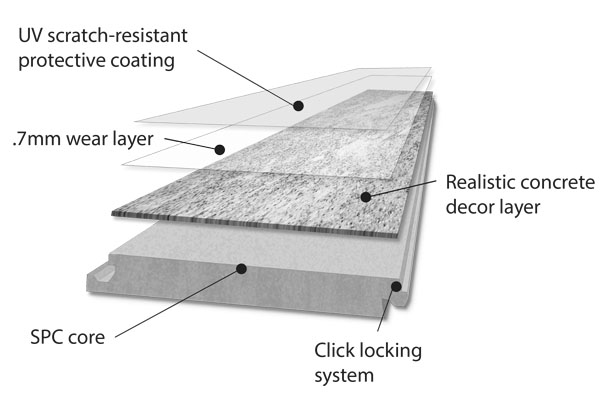 UV scratch-resistant
protective coating
.7mm wear layer
Realistic concrete
decor layer
SPC core
Click locking
system